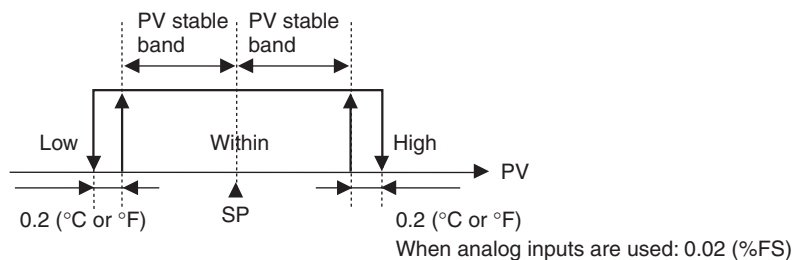 PV stable band
PV stable band
Low
Within
High
PV
0.2 (°C or °F)
SP
0.2 (°C or °F)
When analog inputs are used: 0.02 (%FS)